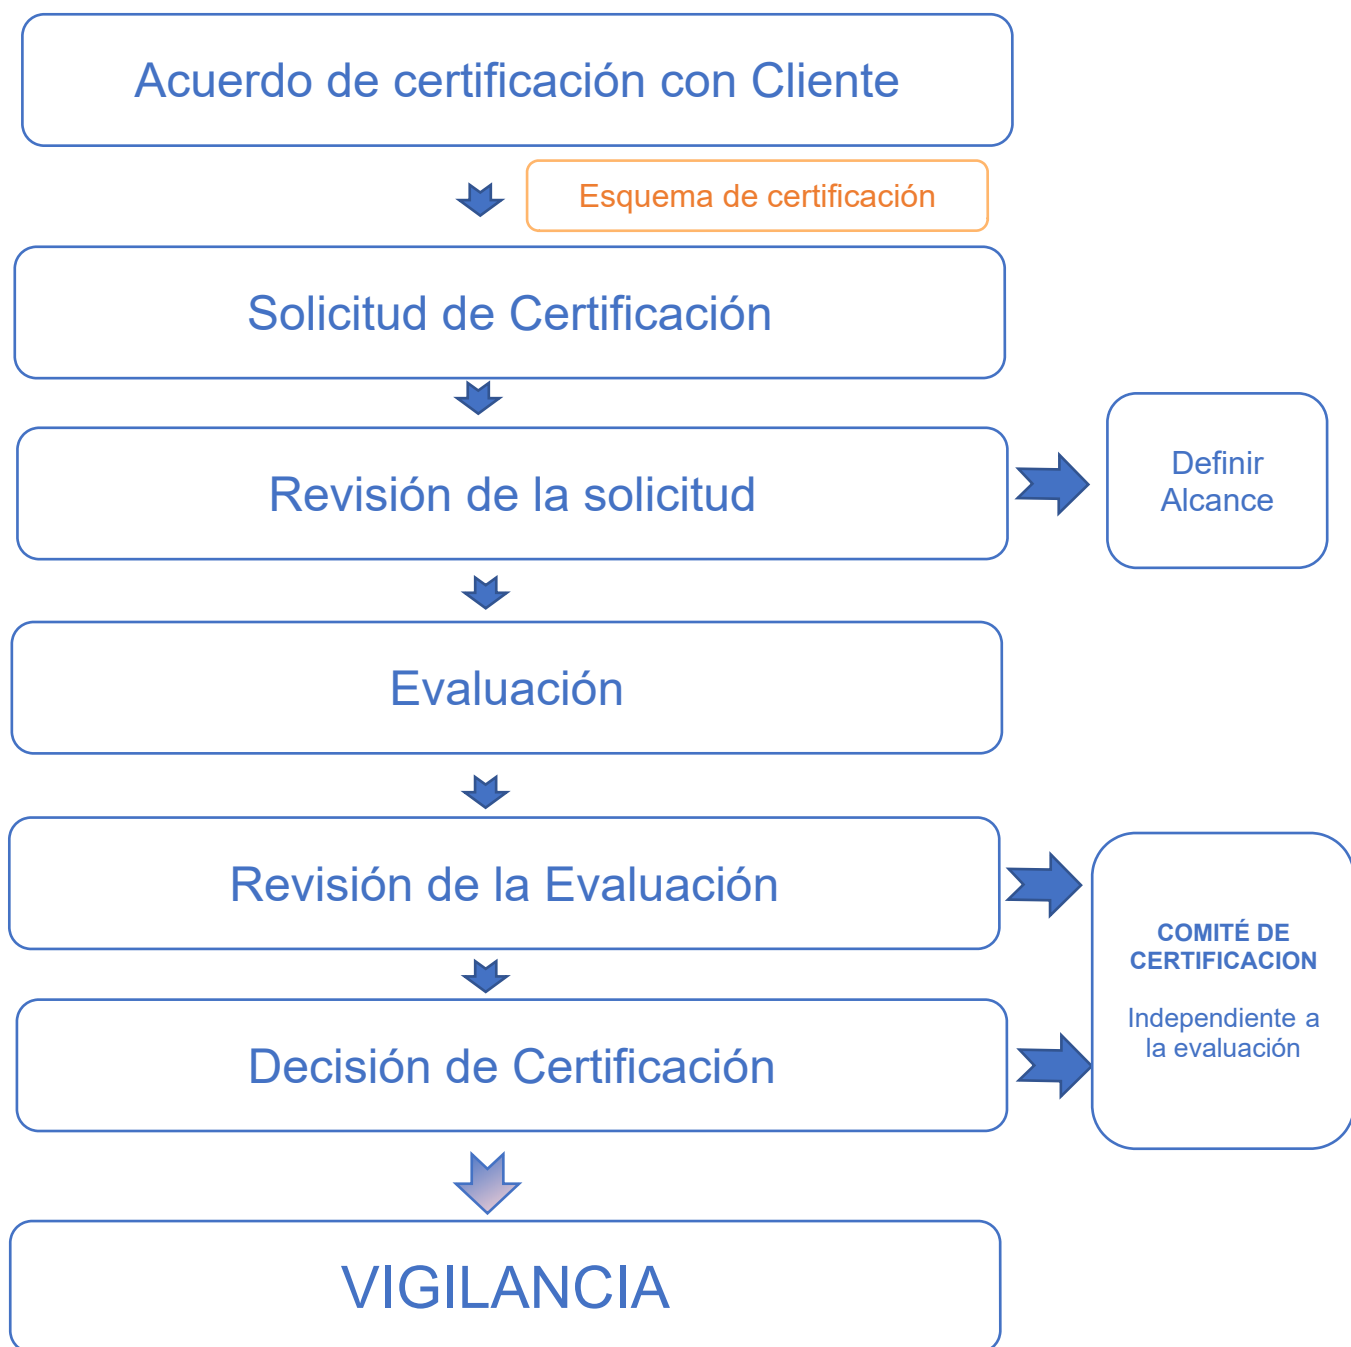 Acuerdo de certificación con Cliente
Esquema de certificación
Solicitud de Certificación
Revisión de la solicitud
Definir
Alcance
Evaluación
Revisión de la Evaluación
COMITÉ DE
CERTIFICACION
Independiente a
la evaluación
Decisión de Certificación
VIGILANCIA